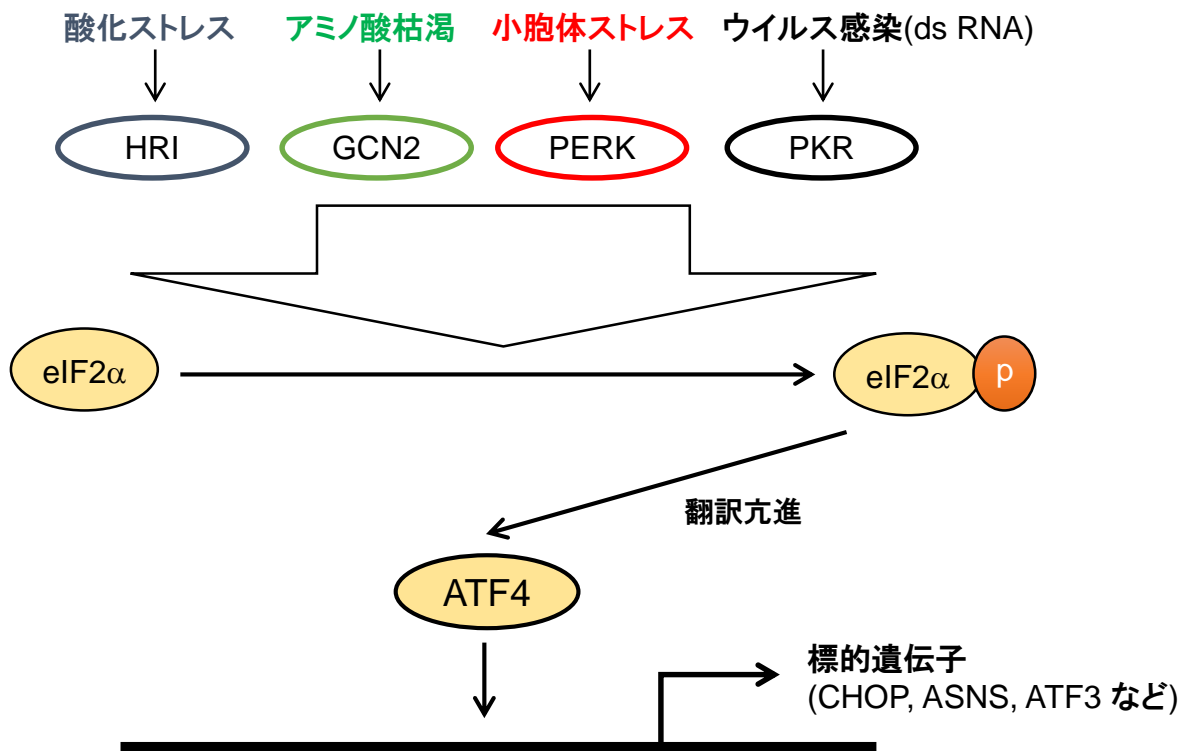 酸化ストレス アミノ酸枯渇 小胞体ストレス ウイルス感染(ds RNA)
HRI GCN2 PERK PKR
eIF2α eIF2α p
翻訳亢進
ATF4
標的遺伝子
(CHOP, ASNS, ATF3 など)